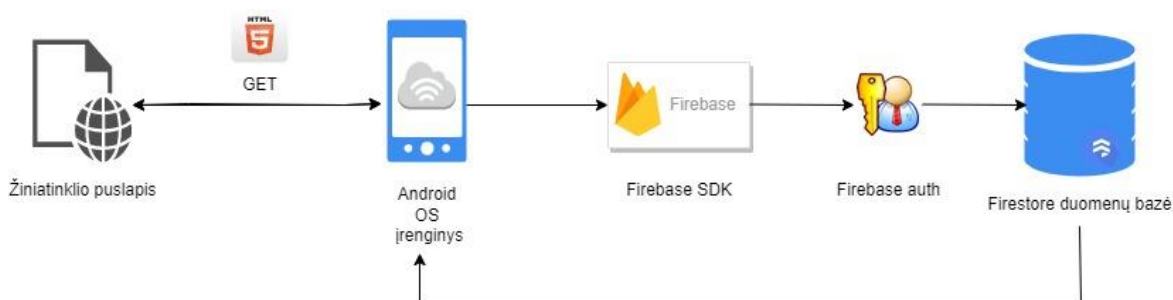 HTML
5
GET
Firebase
Žiniatinklio puslapis
Android
OS
įrenginys
Firebase SDK
Firebase auth
Firestore duomenų bazė